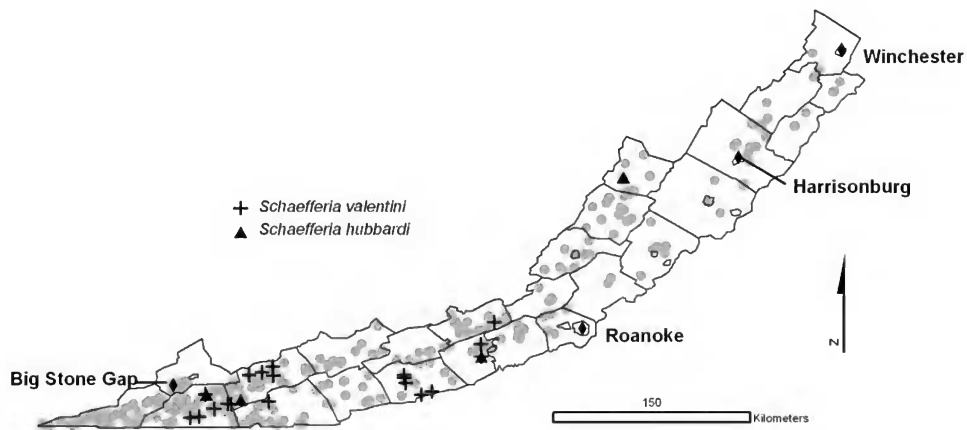 Winchester
Schaefferia valentini
Schaefferia hubbardi
Harrisonburg
Roanoke
Big Stone Gap
N
150
Kilometers